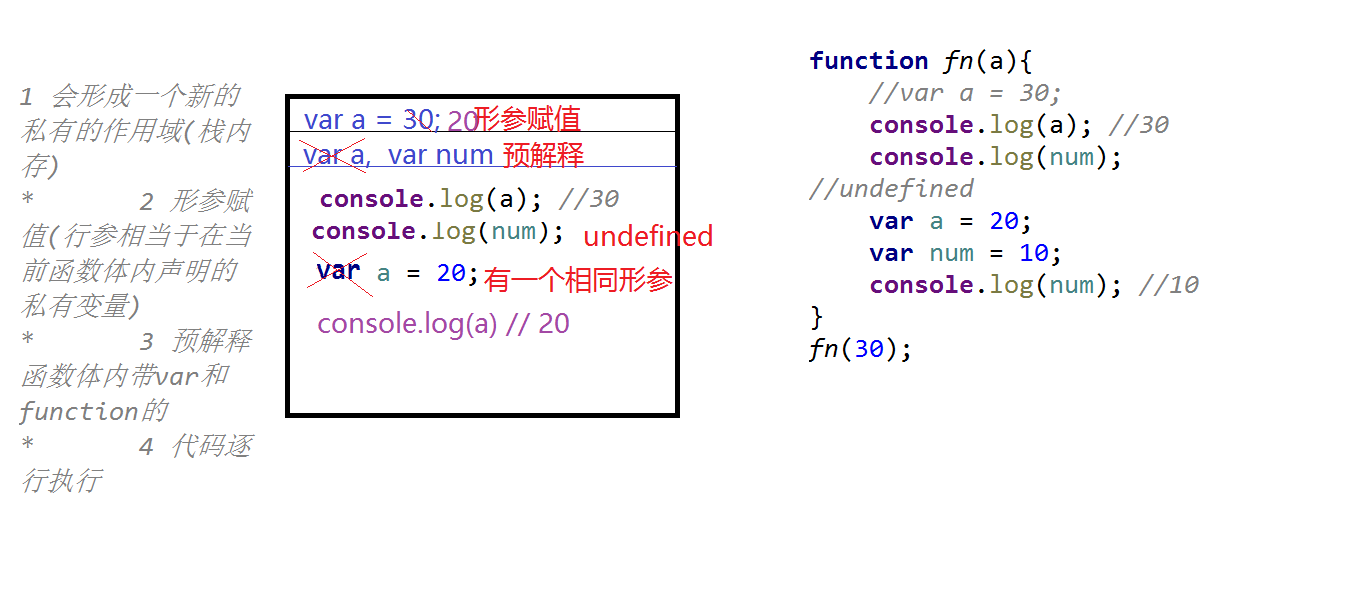 1 会形成一个新的
私有的作用域(栈内
存)
* 2 形参赋
值(行参相当于在当
前函数体内声明的
私有变量)
* 3 预解释
函数体内带var和
function的
* 4 代码逐
行执行
var a = 30; 20形参赋值
var a, var num 预解释
console.log(a); //30
console.log(num); undefined
var a = 20; 有一个相同形参
console.log(a) // 20
function fn(a){
//var a = 30;
console.log(a); //30
console.log(num);
//undefined
var a = 20;
var num = 10;
console.log(num); //10
}
fn(30);